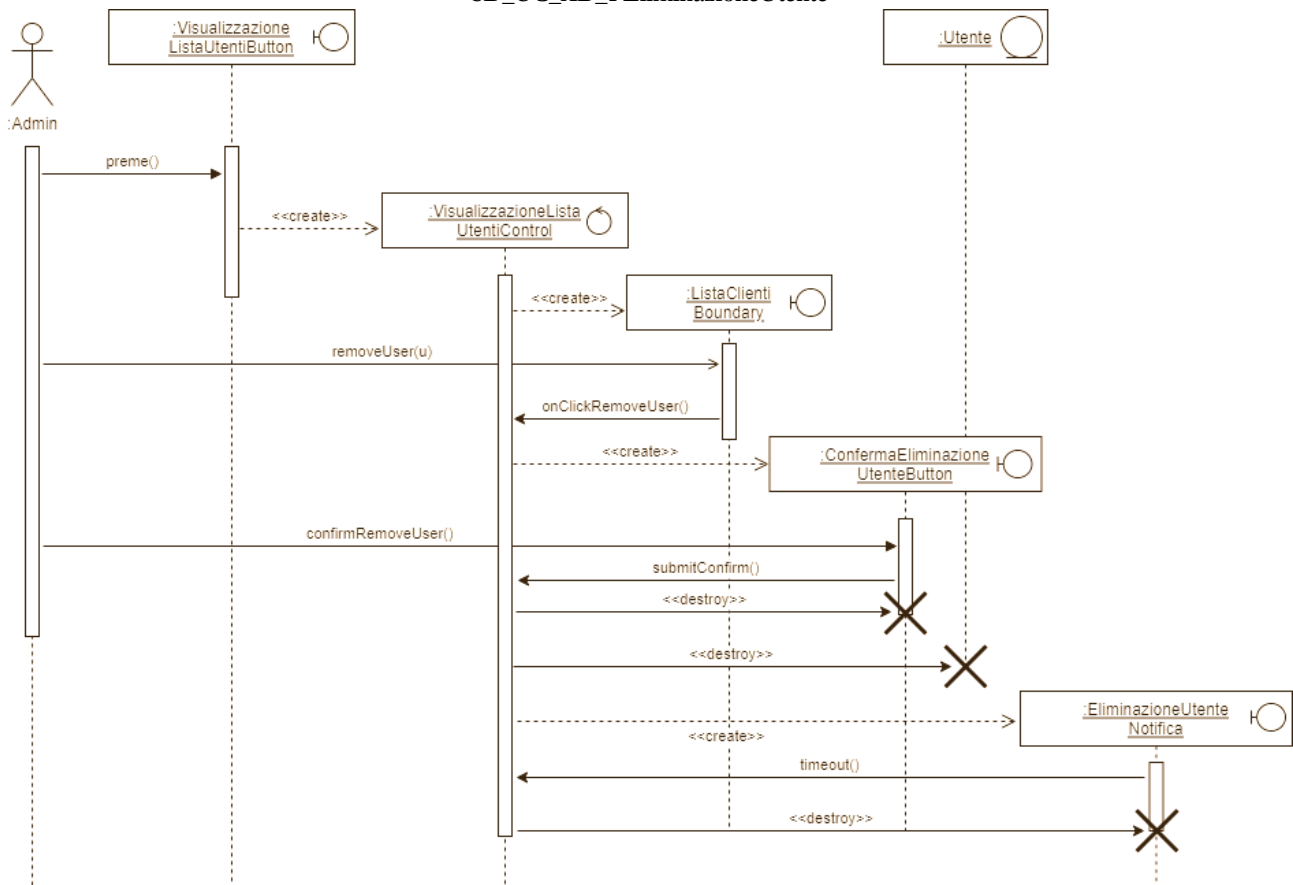 :Visualizzazione
ListaUtentiButton
:Utente
:Admin
preme()
<<create>>
:VisualizzazioneLista
UtentiControl
<<create>>
:ListaClienti
Boundary
removeUser(u)
onClickRemoveUser()
<<create>>
:ConfermaEliminazione
UtenteButton
confirmRemoveUser()
submitConfirm()
<<destroy>>
<<destroy>>
:EliminazioneUtente
Notifica
<<create>>
timeout()
<<destroy>>